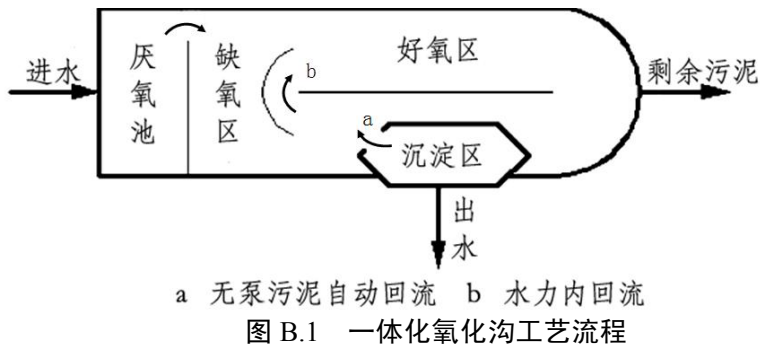 进水
厌氧池
缺氧区
b
好氧区
剩余污泥
a
沉淀区
出水
a 无泵污泥自动回流 b 水力内回流
图 B.1 一体化氧化沟工艺流程